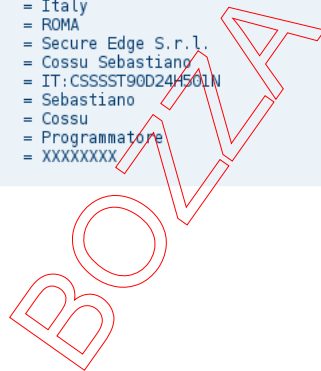 = Italy
= ROMA
= Secure Edge S.r.l.
= Cossu Sebastiano
= IT:CSSSST90D24H501N
= Sebastiano
= Cossu
= Programmatore
= XXXXXXXX
BOZZA